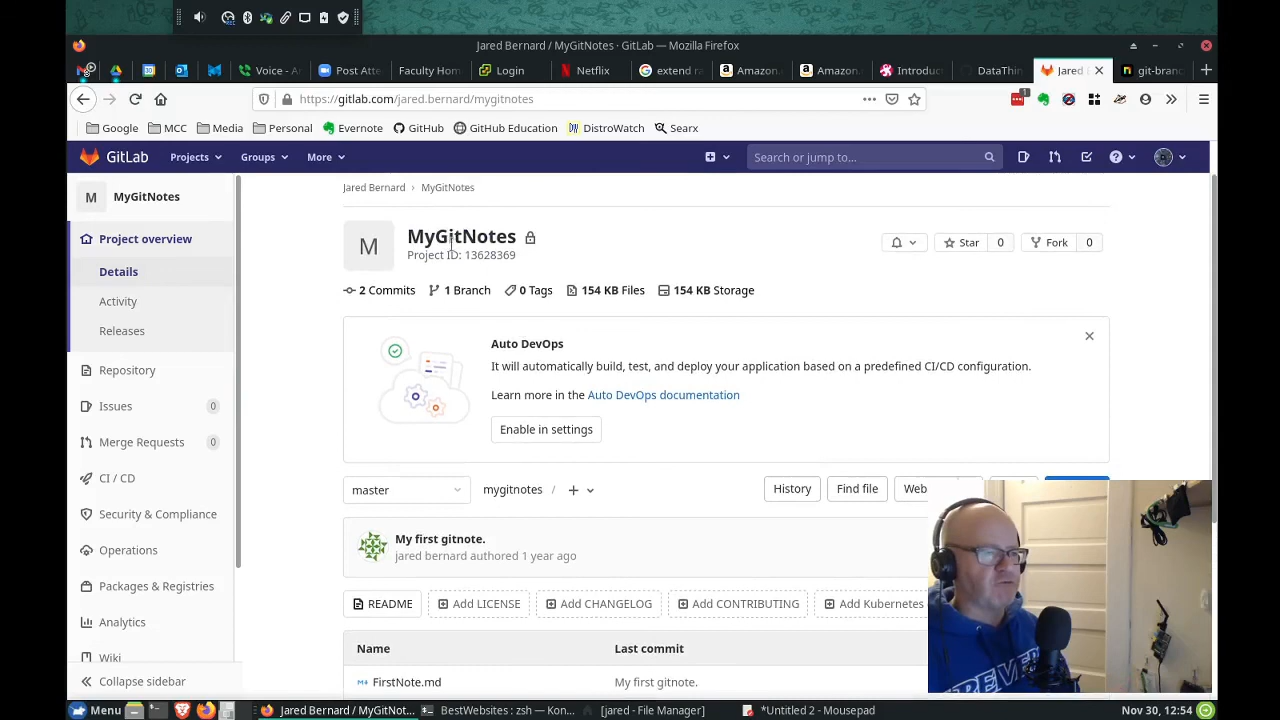 Jared Bernard / MyGitNotes · GitLab — Mozilla Firefox
Voice - A
Post Atte
Faculty Hom
Login
Netflix
extend ra
Amazon.
Amazon.
Introduc
DataThin
Jared
git-branc
https://gitlab.com/jared.bernard/mygitnotes
1
Google
MCC
Media
Personal
Evernote
GitHub
GitHub Education
DistroWatch
Searx
GitLab
Projects
Groups
More
Search or jump to...
M
MyGitNotes
Project overview
Details
Activity
Releases
Repository
Issues 0
Merge Requests 0
CI / CD
Security & Compliance
Operations
Packages & Registries
Analytics
Wiki
Collapse sidebar
Jared Bernard › MyGitNotes
M
MyGitNotes
Project ID: 13628369
Star 0
Fork 0
2 Commits
1 Branch
0 Tags
154 KB Files
154 KB Storage
Auto DevOps
It will automatically build, test, and deploy your application based on a predefined CI/CD configuration.
Learn more in the Auto DevOps documentation
Enable in settings
master
mygitnotes /
History
Find file
Web
My first gitnote.
jared bernard authored 1 year ago
README
Add LICENSE
Add CHANGELOG
Add CONTRIBUTING
Add Kubernetes
Name
Last commit
FirstNote.md
My first gitnote.
Menu
Jared Bernard / MyGitNot...
BestWebsites: zsh — Kon...
[jared - File Manager]
*Untitled 2 - Mousepad
Nov 30, 12:54